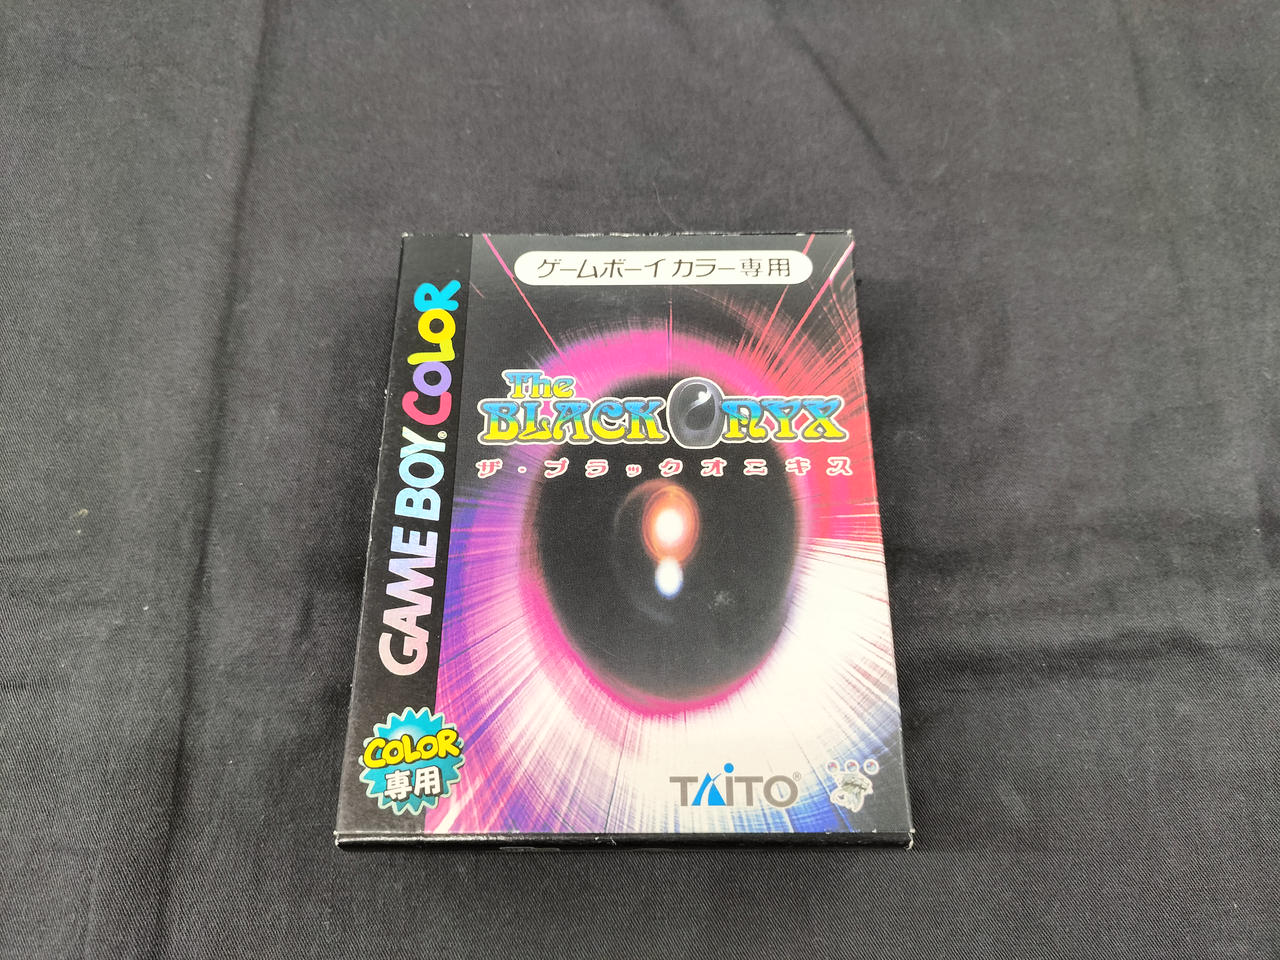 ゲームボーイ カラー専用
The
BLACK ONYX
ザ・ブラックオニキス
GAME BOY COLOR
COLOR
専用
TAITO®